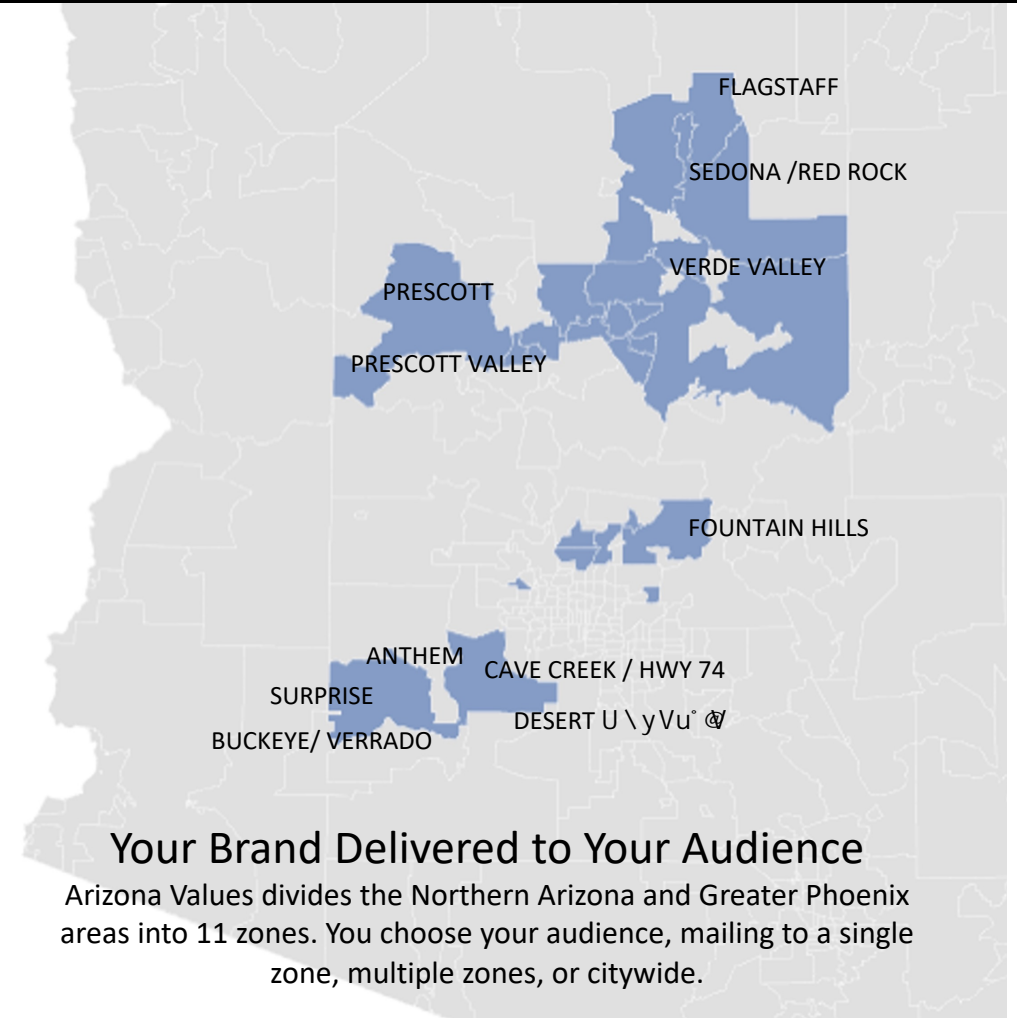 FLAGSTAFF
SEDONA /RED ROCK
VERDE VALLEY
PRESCOTT
PRESCOTT VALLEY
FOUNTAIN HILLS
ANTHEM
CAVE CREEK / HWY 74
SURPRISE
DESERT
BUCKEYE/ VERRADO
Your Brand Delivered to Your Audience
Arizona Values divides the Northern Arizona and Greater Phoenix
areas into 11 zones. You choose your audience, mailing to a single
zone, multiple zones, or citywide.